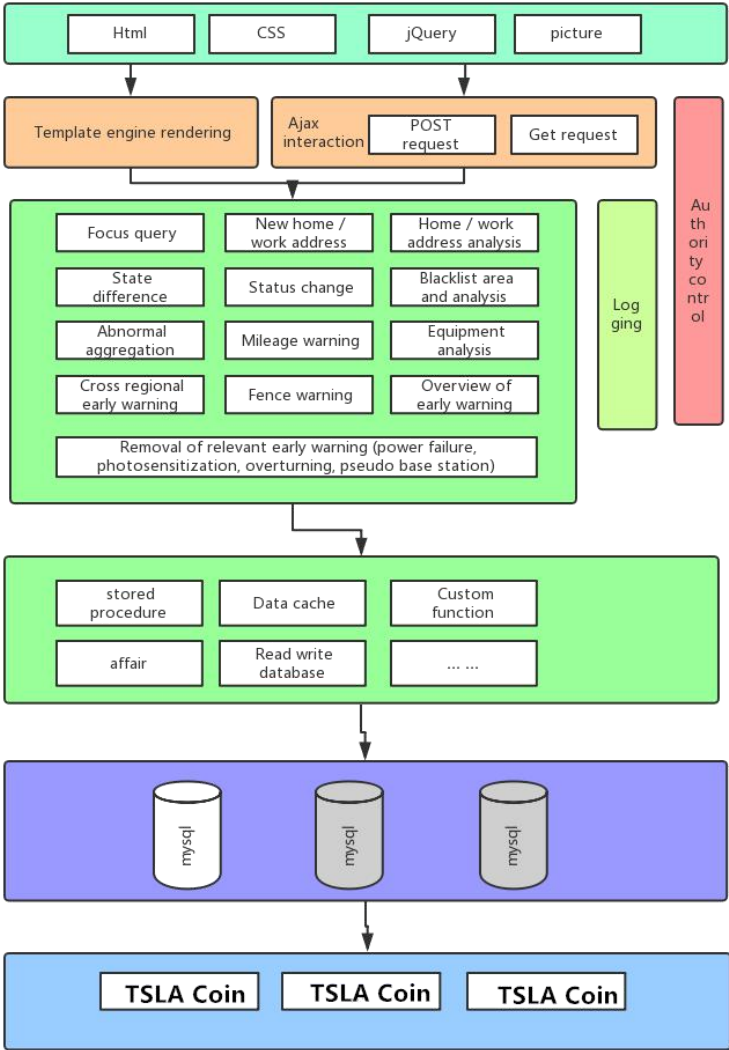 Html
CSS
jQuery
picture
Template engine rendering
Ajax
interaction
POST
request
Get request
Au
th
ori
ty
co
ntr
ol
Focus query
New home /
work address
Home / work
address analysis
State
difference
Status change
Blacklist area
and analysis
Abnormal
aggregation
Mileage warning
Equipment
analysis
Cross regional
early warning
Fence warning
Overview of
early warning
Removal of relevant early warning (power failure,
photosensitization, overturning, pseudo base station)
Log
ging
stored
procedure
Data cache
Custom
function
affair
Read write
database
... ...
mysql
mysql
mysql
TSLA Coin
TSLA Coin
TSLA Coin